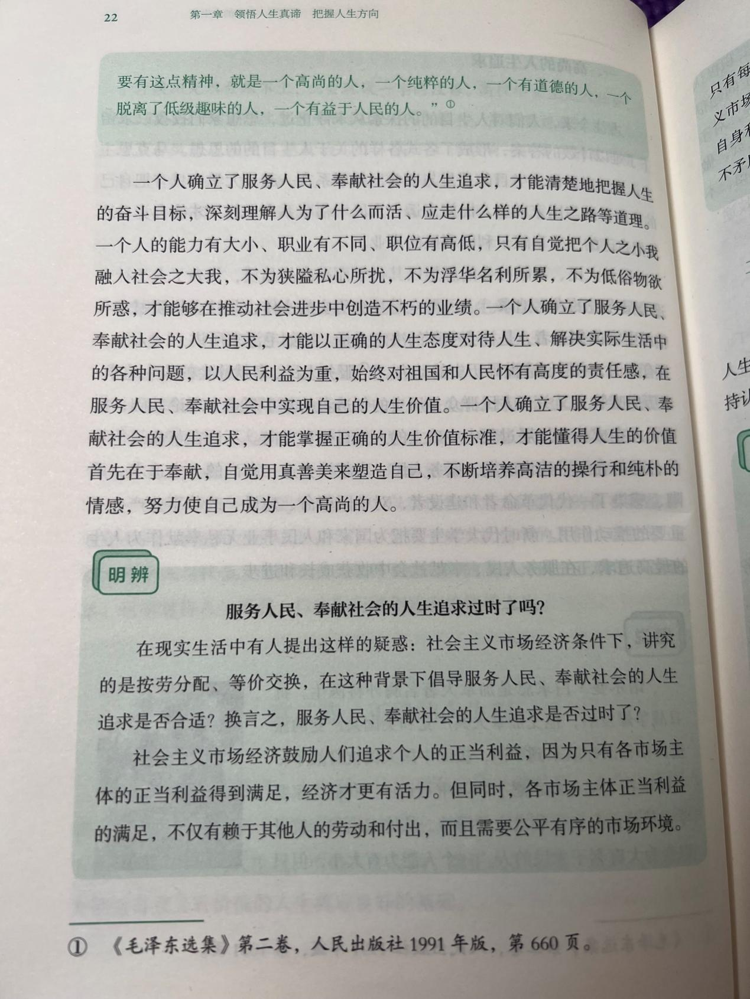 22
第一章 领悟人生真谛 把握人生方向
要有这点精神，就是一个高尚的人，一个纯粹的人，一个有道德的人，一个
脱离了低级趣味的人，一个有益于人民的人。”①
一个人确立了服务人民、奉献社会的人生追求，才能清楚地把握人生
的奋斗目标，深刻理解人为了什么而活、应走什么样的人生之路等道理。
一个人的能力有大小、职业有不同、职位有高低，只有自觉把个人之小我
融入社会之大我，不为狭隘私心所扰，不为浮华名利所累，不为低俗物欲
所惑，才能够在推动社会进步中创造不朽的业绩。一个人确立了服务人民、
奉献社会的人生追求，才能以正确的人生态度对待人生、解决实际生活中
的各种问题，以人民利益为重，始终对祖国和人民怀有高度的责任感，在
服务人民、奉献社会中实现自己的人生价值。一个人确立了服务人民、奉
献社会的人生追求，才能掌握正确的人生价值标准，才能懂得人生的价值
首先在于奉献，自觉用真善美来塑造自己，不断培养高洁的操行和纯朴的
情感，努力使自己成为一个高尚的人。
明辨
服务人民、奉献社会的人生追求过时了吗？
在现实生活中有人提出这样的疑惑：社会主义市场经济条件下，讲究
的是按劳分配、等价交换，在这种背景下倡导服务人民、奉献社会的人生
追求是否合适？换言之，服务人民、奉献社会的人生追求是否过时了？
社会主义市场经济鼓励人们追求个人的正当利益，因为只有各市场主
体的正当利益得到满足，经济才更有活力。但同时，各市场主体正当利益
的满足，不仅有赖于其他人的劳动和付出，而且需要公平有序的市场环境。
①《毛泽东选集》第二卷，人民出版社1991年版，第660页。
只有每
义市场
自身利
不矛盾
人生
持认